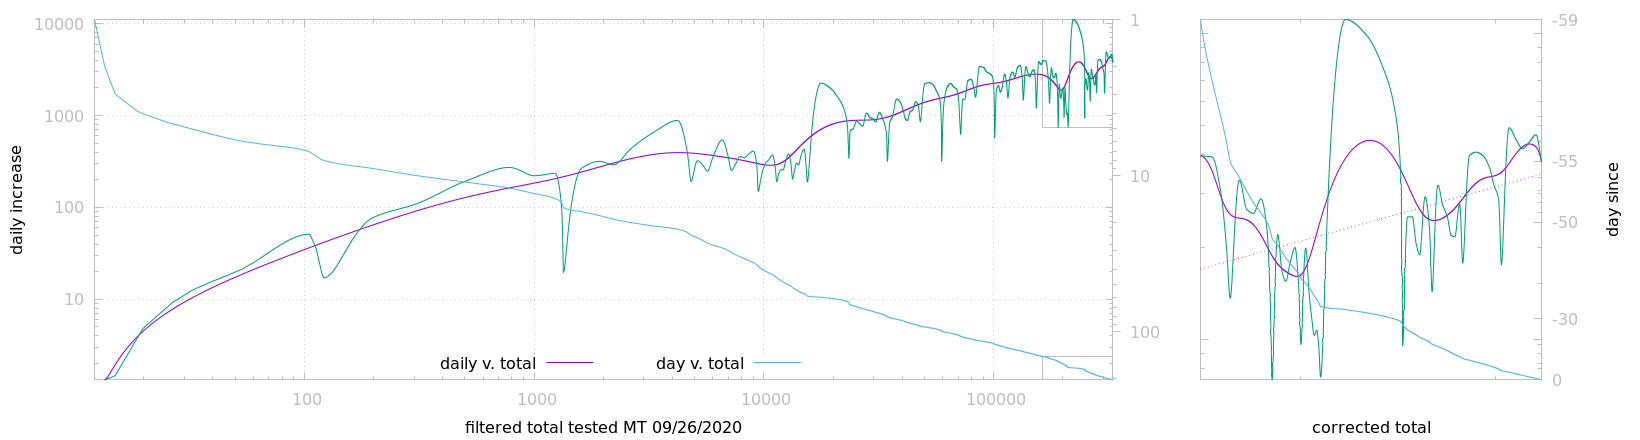 10000
1000
100
10
daily increase
daily v. total
day v. total
100
1000
10000
100000
filtered total tested MT 09/26/2020
1
10
100
-59
-55
-50
-30
0
day since
corrected total